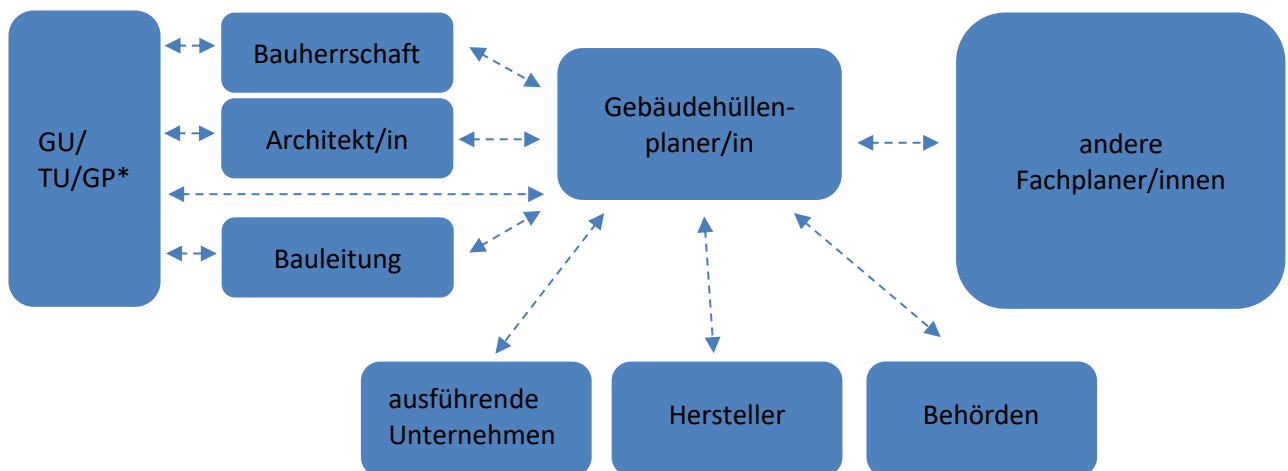 GU/
TU/GP*
Bauherrschaft
Architekt/in
Bauleitung
Gebäudehüllen-
planer/in
andere
Fachplaner/innen
ausführende
Unternehmen
Hersteller
Behörden